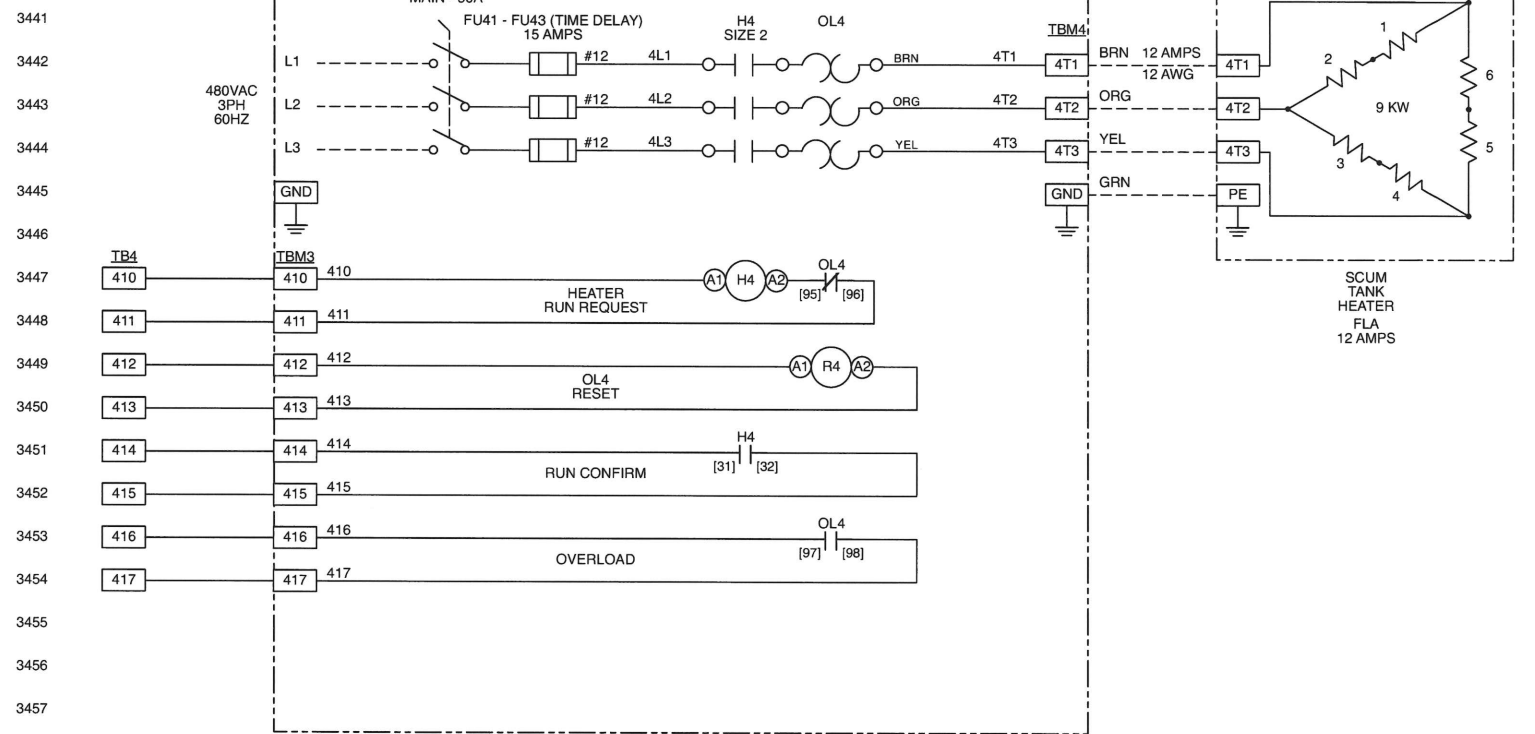 3441
FU41 - FU43 (TIME DELAY)
15 AMPS
H4
SIZE 2
OL4
TBM4
1
3442
L1
#12
4L1
BRN
4T1
4T1
BRN
12 AMPS
12 AWG
4T1
2
6
480VAC
3PH
60HZ
3443
L2
#12
4L2
ORG
4T2
4T2
ORG
4T2
9 KW
3444
L3
#12
4L3
YEL
4T3
4T3
YEL
4T3
3
5
4
3445
GND
GND
GRN
PE
3446
TB4
TBM3
3447
410
410
410
A1
H4
A2
OL4
[95]
[96]
HEATER
RUN REQUEST
SCUM
TANK
HEATER
FLA
12 AMPS
3448
411
411
411
3449
412
412
412
A1
R4
A2
OL4
RESET
3450
413
413
413
3451
414
414
414
H4
[31]
[32]
RUN CONFIRM
3452
415
415
415
3453
416
416
416
OL4
[97]
[98]
OVERLOAD
3454
417
417
417
3455
3456
3457